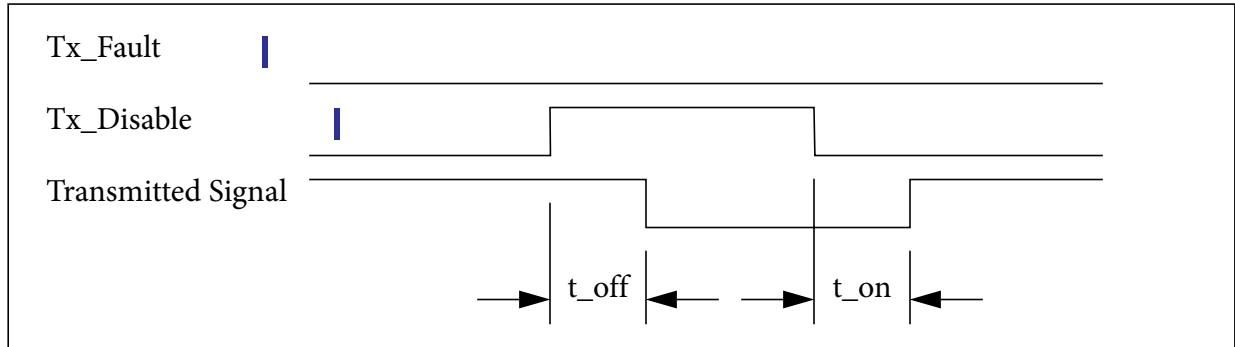 Tx_Fault
Tx_Disable
Transmitted Signal
t_off
t_on